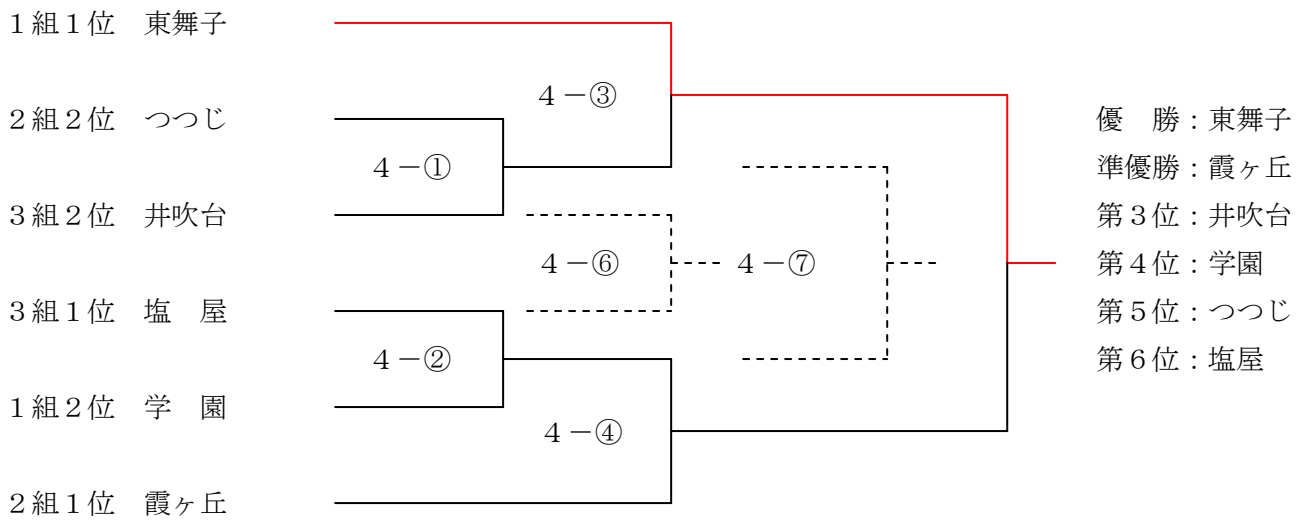 １組１位　東舞子
４－③
２組２位　つつじ
４－①
３組２位　井吹台
４－⑥
４－⑦
３組１位　塩　屋
４－②
１組２位　学　園
４－④
２組１位　霞ヶ丘
優　勝：東舞子
準優勝：霞ヶ丘
第３位：井吹台
第４位：学園
第５位：つつじ
第６位：塩屋